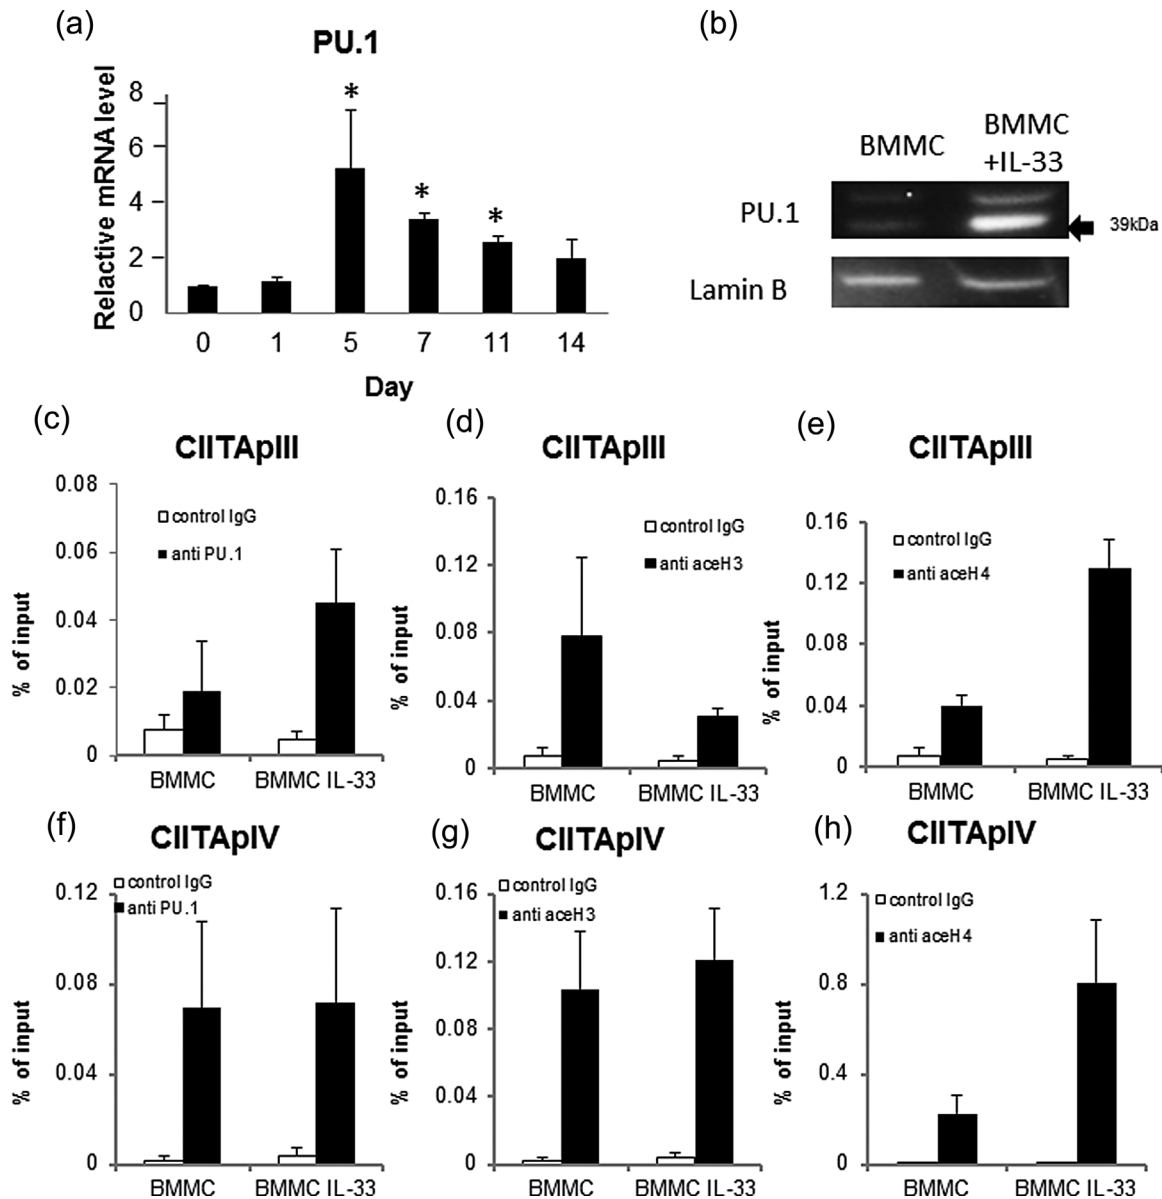 (a)
PU.1
Relactive mRNA level
8
6
4
2
0
*
*
*
0 1 5 7 11 14
Day
(b)
BMMC
BMMC
+IL-33
PU.1
39kDa
Lamin B
(c)
CIITApIII
% of input
0.08
0.06
0.04
0.02
0
control IgG
anti PU.1
BMMC BMMC IL-33
(d)
CIITApIII
% of input
0.16
0.12
0.08
0.04
0
control IgG
anti aceH3
BMMC BMMC IL-33
(e)
CIITApIII
% of input
0.16
0.12
0.08
0.04
0
control IgG
anti aceH4
BMMC BMMC IL-33
(f)
CIITApIV
% of input
0.12
0.08
0.04
0
control IgG
anti PU.1
BMMC BMMC IL-33
(g)
CIITApIV
% of input
0.16
0.12
0.08
0.04
0
control IgG
anti aceH3
BMMC BMMC IL-33
(h)
CIITApIV
% of input
1.2
0.8
0.4
0
control IgG
anti aceH4
BMMC BMMC IL-33